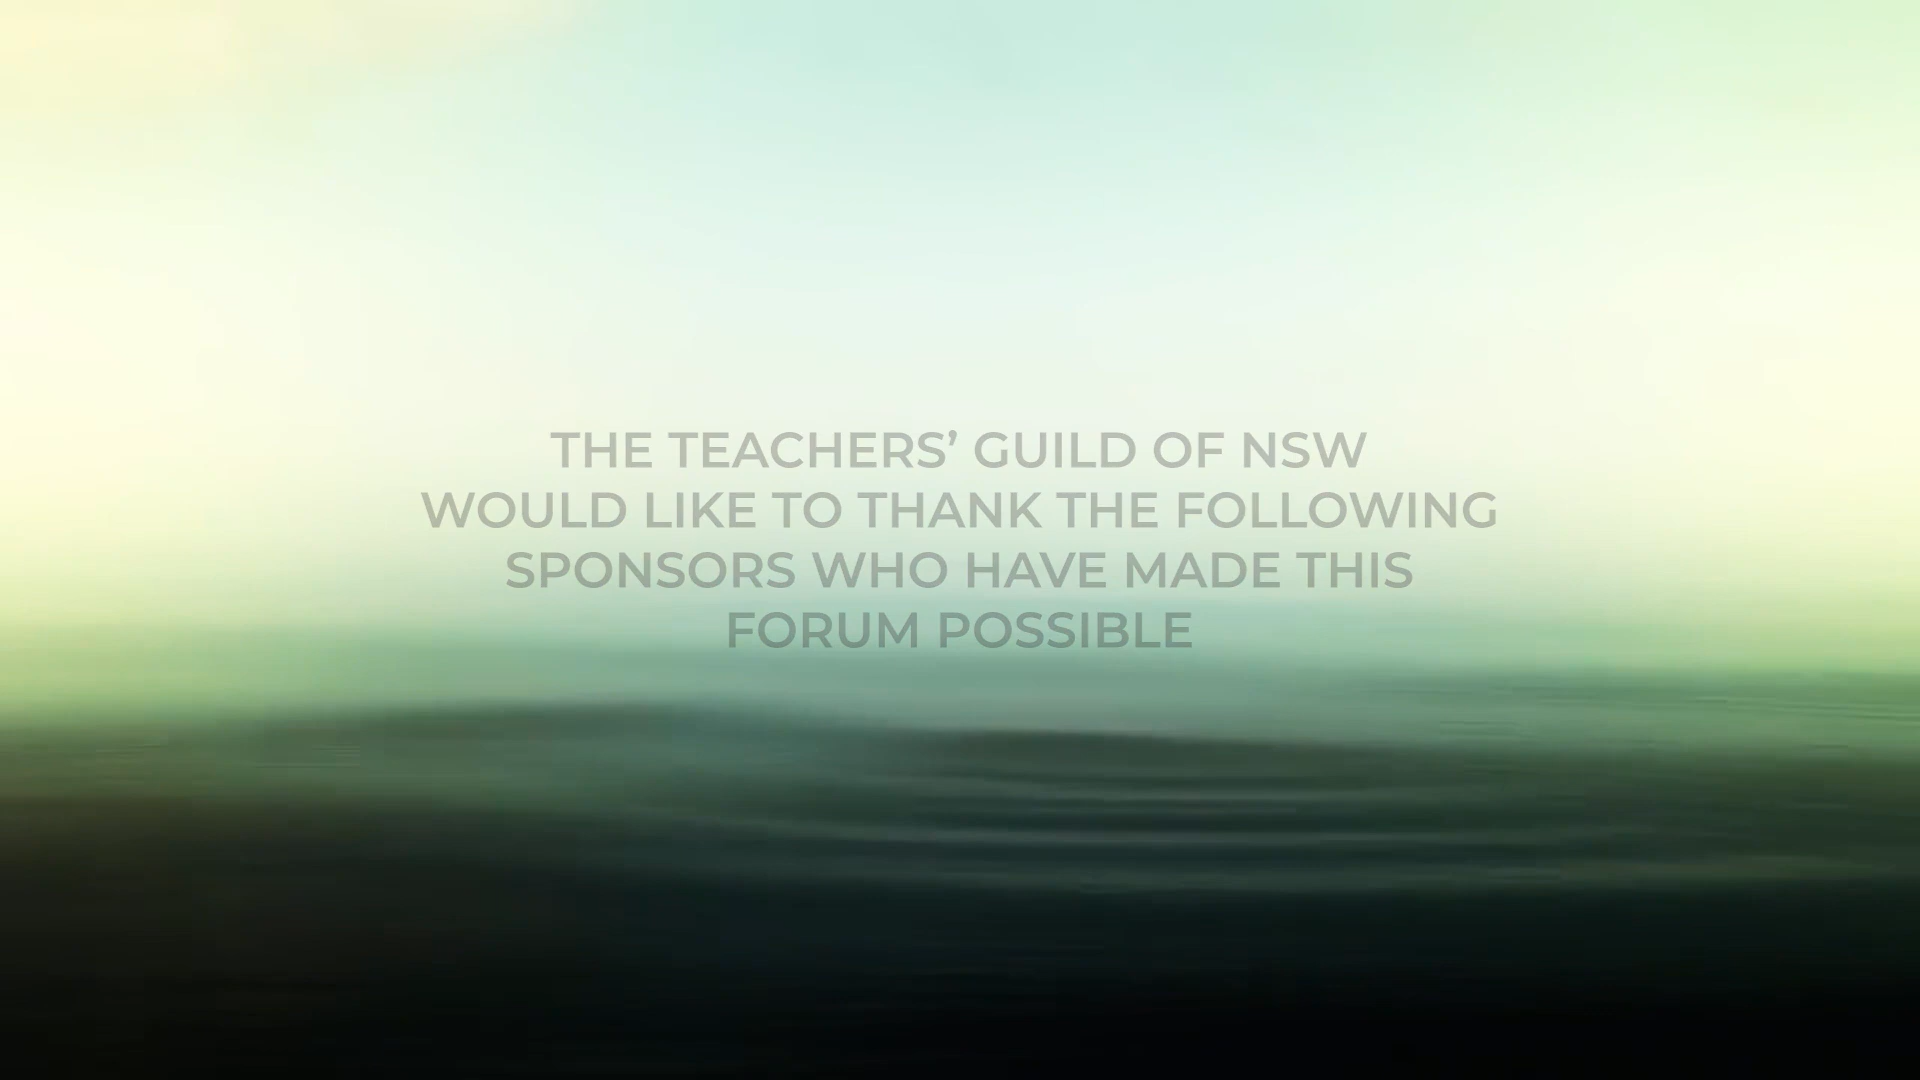 THE TEACHERS’ GUILD OF NSW
WOULD LIKE TO THANK THE FOLLOWING
SPONSORS WHO HAVE MADE THIS
FORUM POSSIBLE